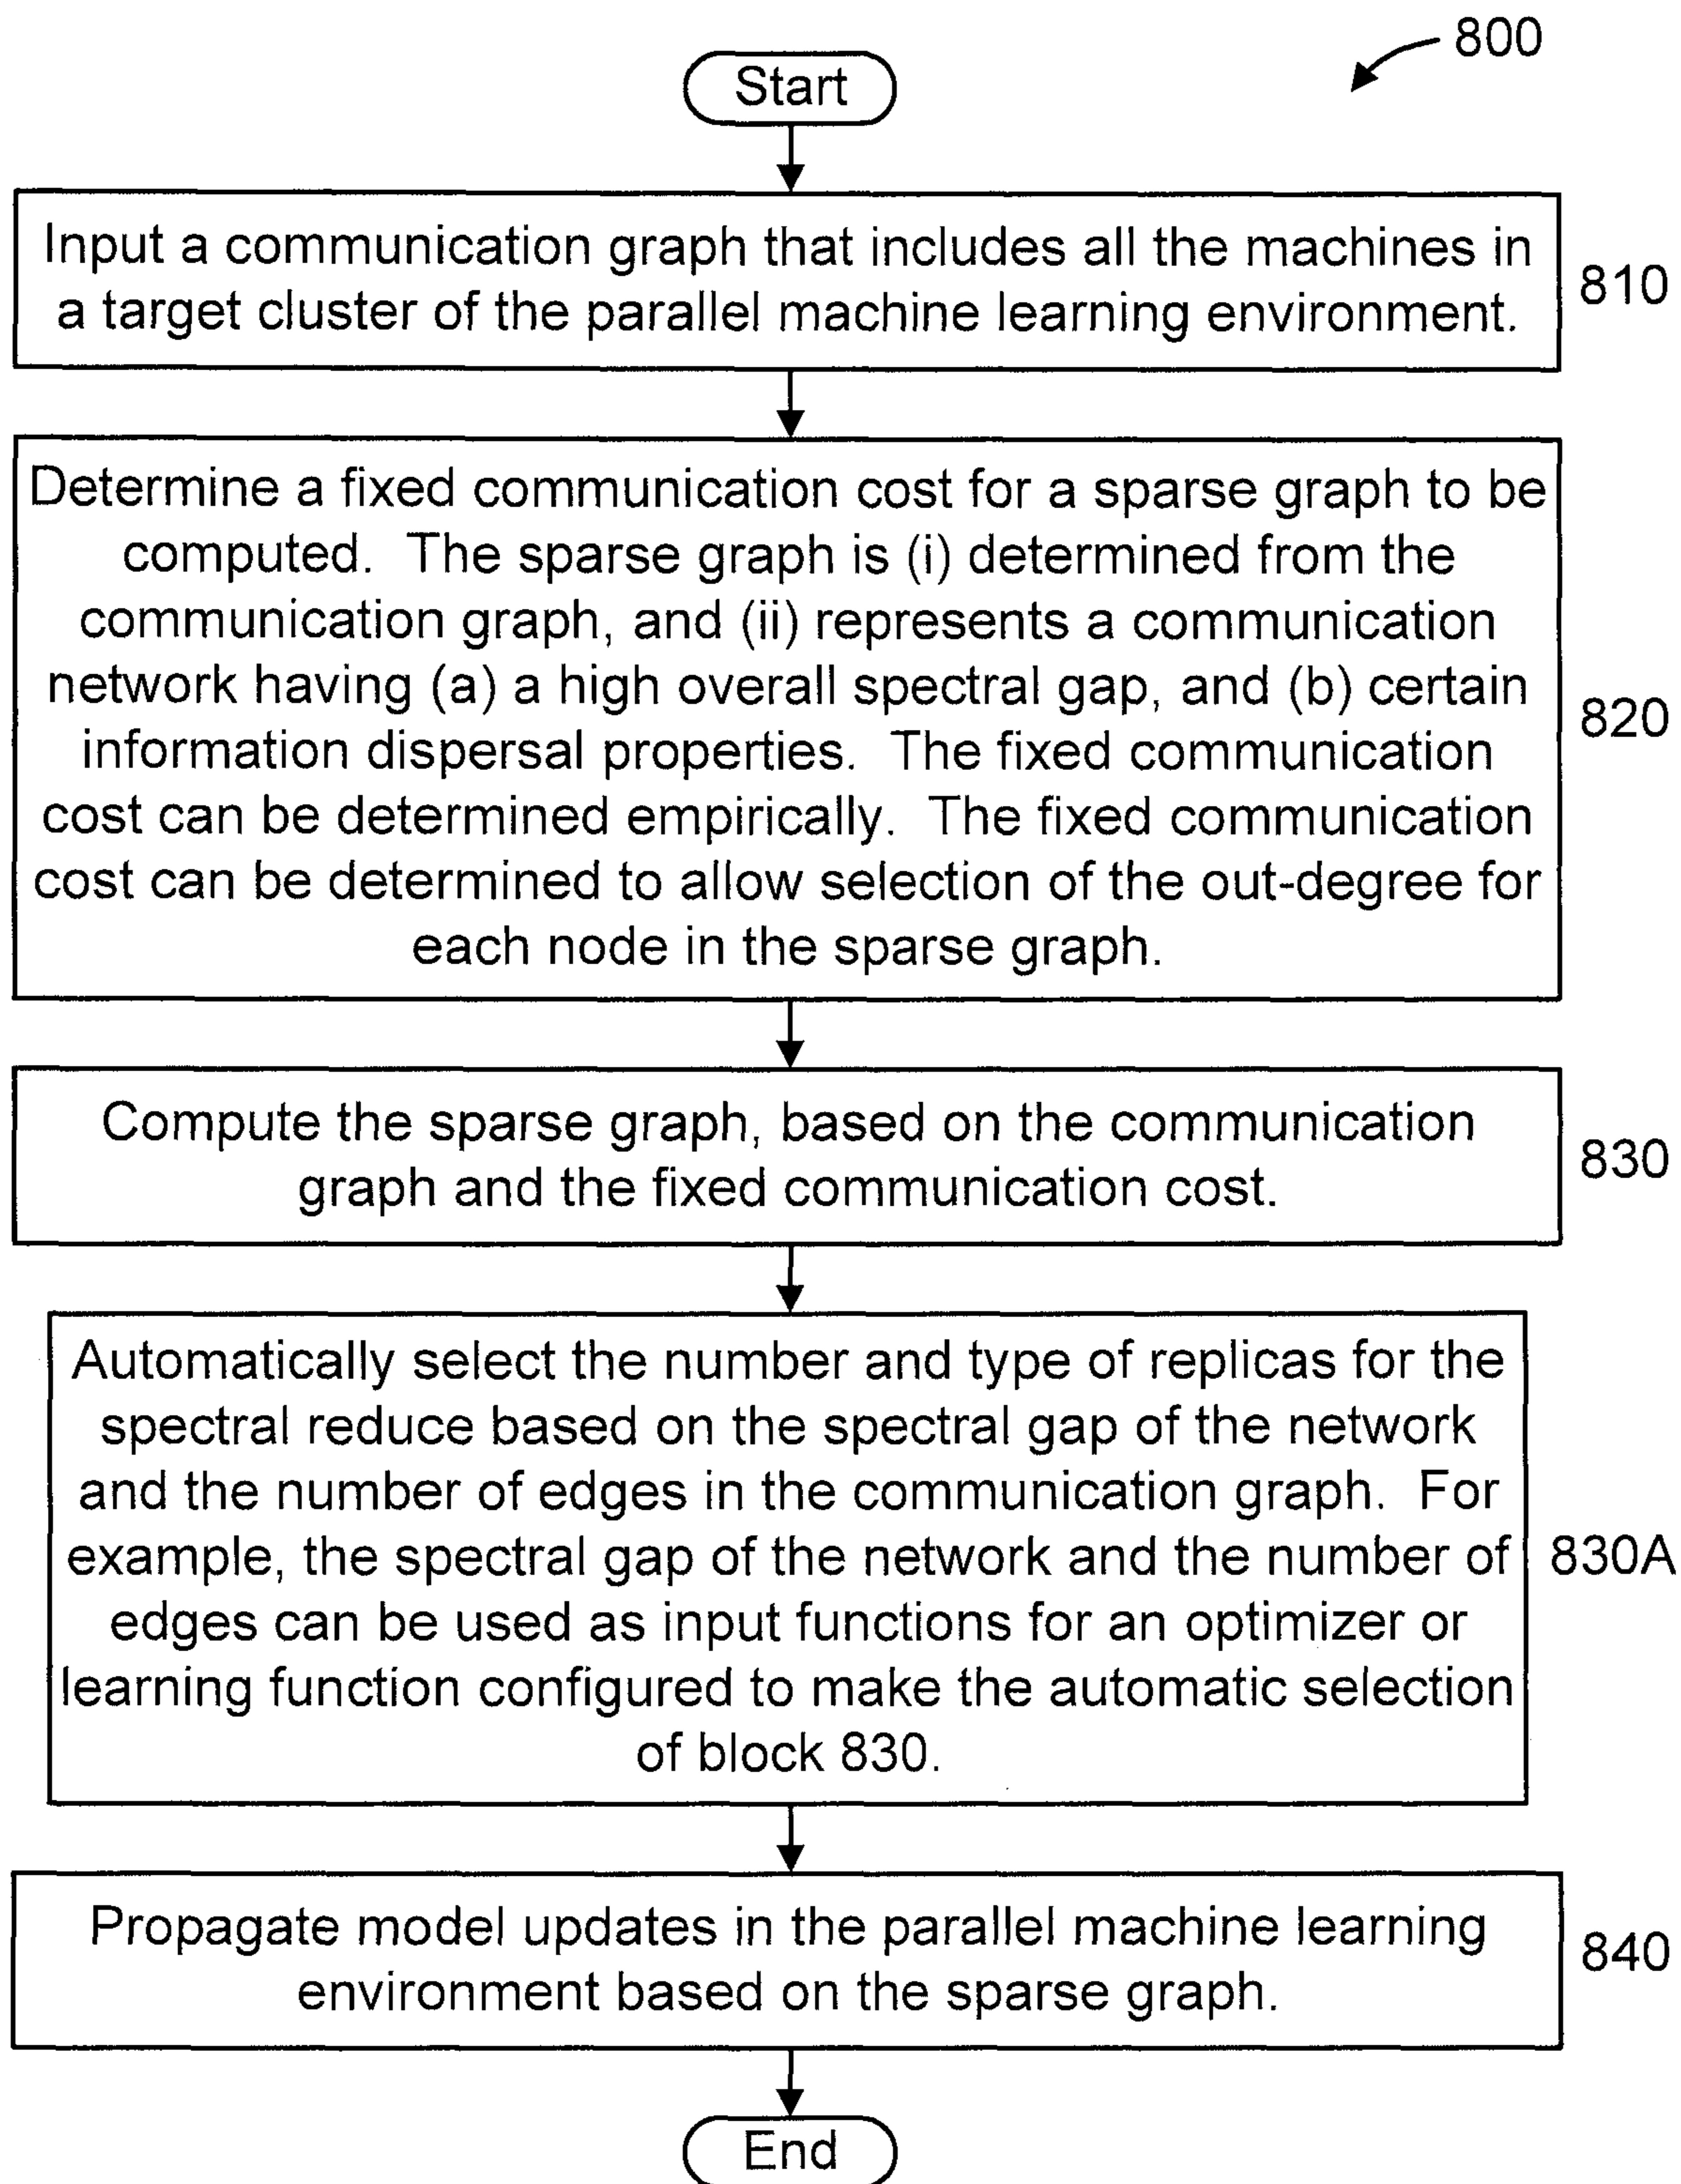 800
Start
Input a communication graph that includes all the machines in
a target cluster of the parallel machine learning environment.
810
Determine a fixed communication cost for a sparse graph to be
computed. The sparse graph is (i) determined from the
communication graph, and (ii) represents a communication
network having (a) a high overall spectral gap, and (b) certain
information dispersal properties. The fixed communication
cost can be determined empirically. The fixed communication
cost can be determined to allow selection of the out-degree for
each node in the sparse graph.
820
Compute the sparse graph, based on the communication
graph and the fixed communication cost.
830
Automatically select the number and type of replicas for the
spectral reduce based on the spectral gap of the network
and the number of edges in the communication graph. For
example, the spectral gap of the network and the number of
edges can be used as input functions for an optimizer or
learning function configured to make the automatic selection
of block 830.
830A
Propagate model updates in the parallel machine learning
environment based on the sparse graph.
840
End